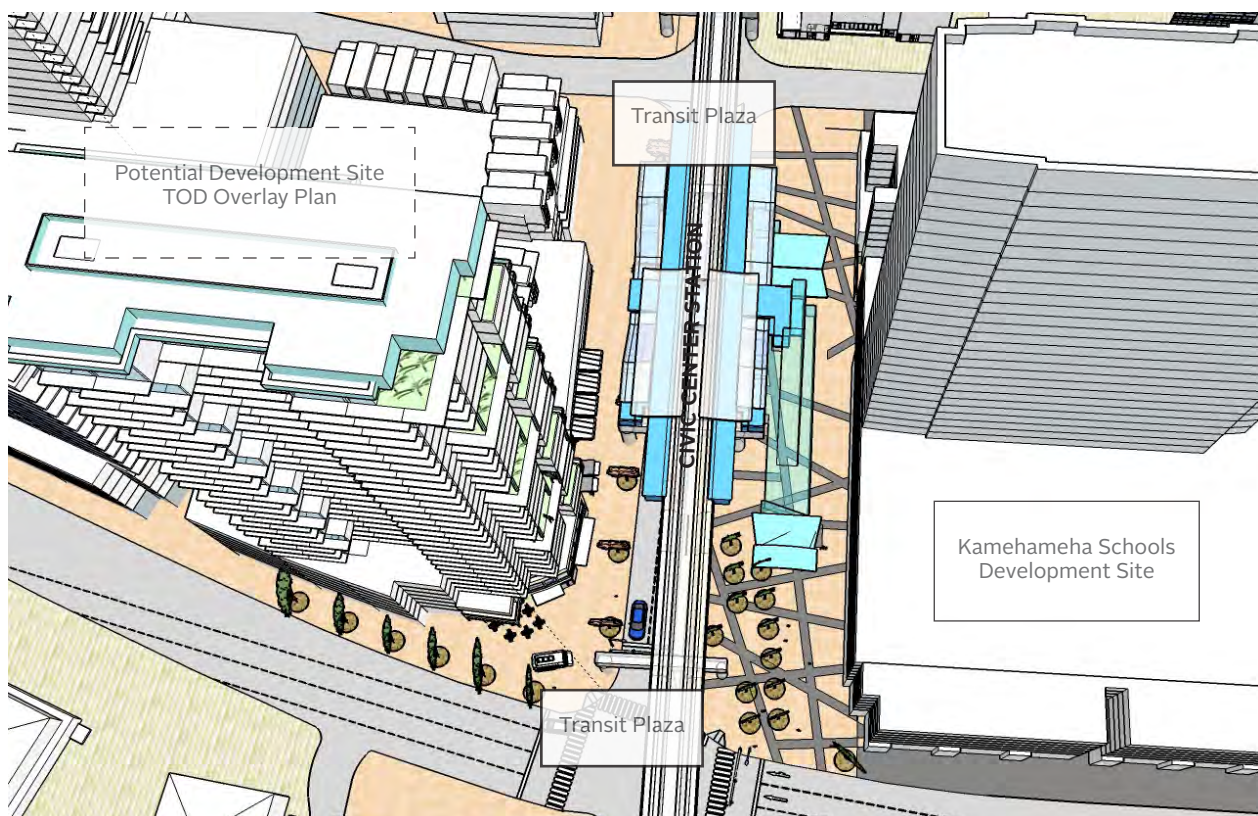 Transit Plaza
Potential Development Site
TOD Overlay Plan
CIVIC CENTER STATION
Kamehameha Schools
Development Site
Transit Plaza